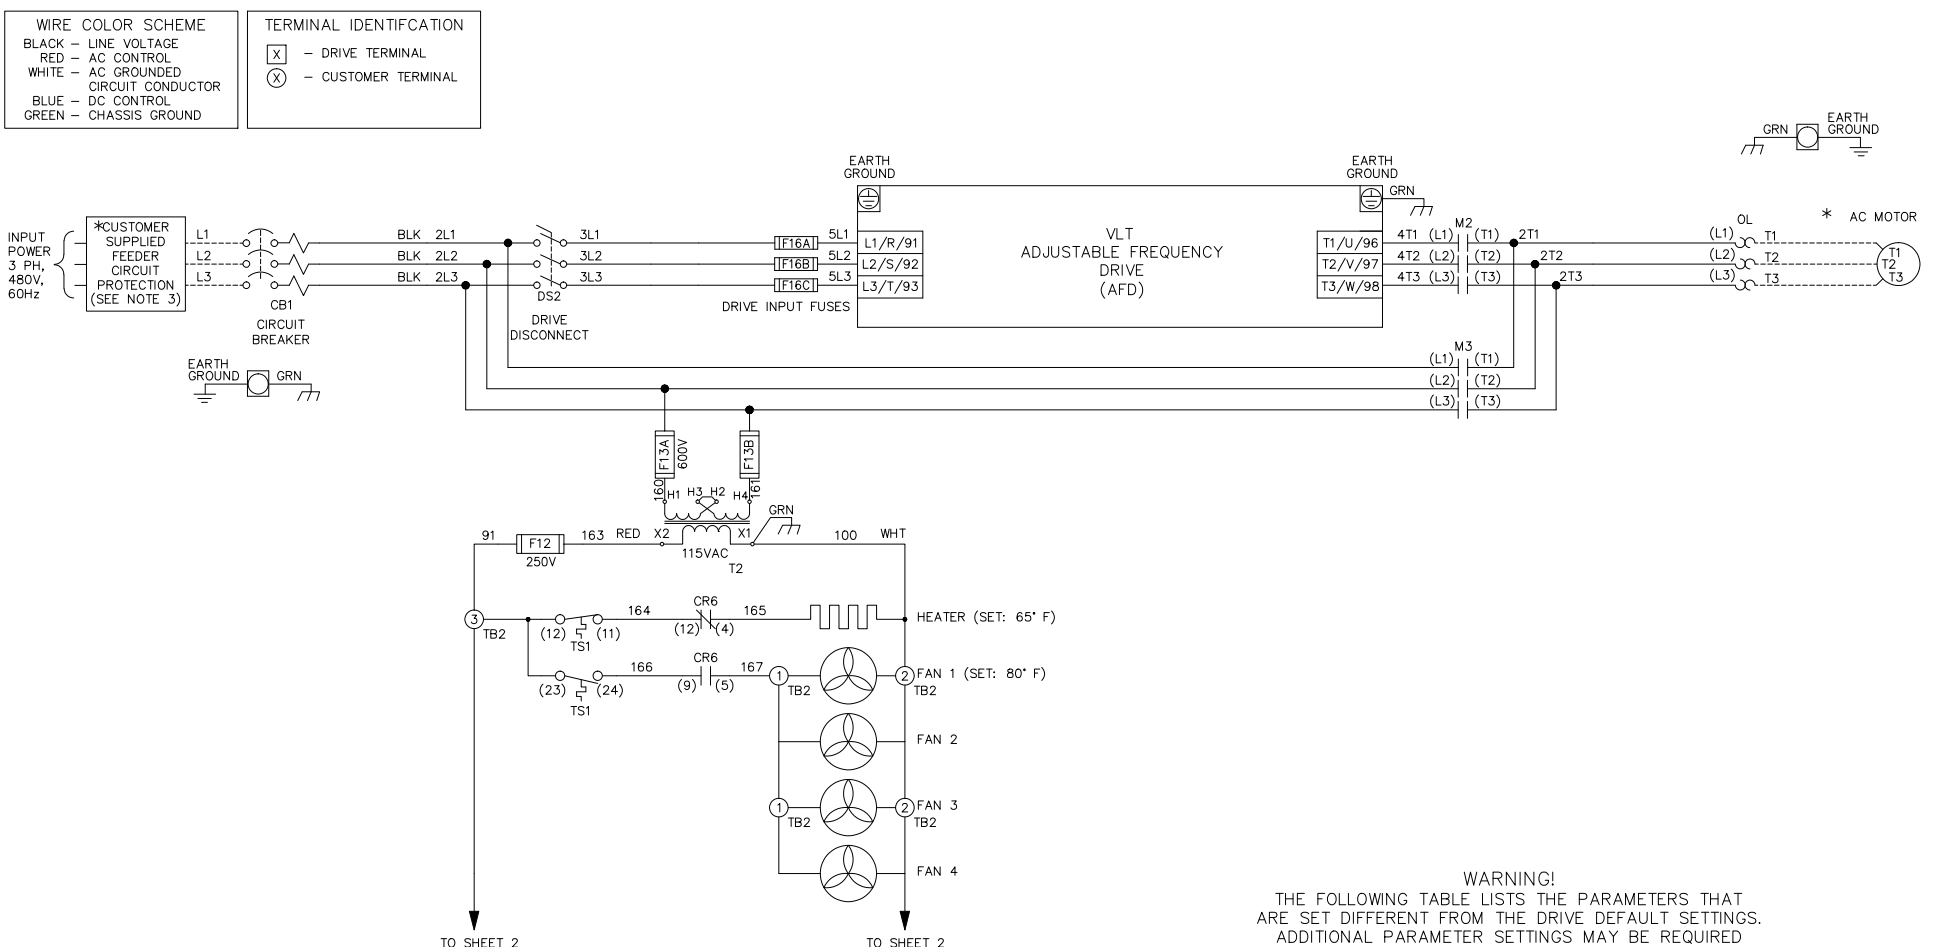 WIRE COLOR SCHEME
BLACK – LINE VOLTAGE
RED – AC CONTROL
WHITE – AC GROUNDED
CIRCUIT CONDUCTOR
BLUE – DC CONTROL
GREEN – CHASSIS GROUND
TERMINAL IDENTIFCATION
X – DRIVE TERMINAL
X – CUSTOMER TERMINAL
GRN
EARTH
GROUND
INPUT
POWER
3 PH,
480V,
60Hz
*CUSTOMER
SUPPLIED
FEEDER
CIRCUIT
PROTECTION
(SEE NOTE 3)
L1
L2
L3
CB1
CIRCUIT
BREAKER
BLK 2L1
BLK 2L2
BLK 2L3
DS2
DRIVE
DISCONNECT
3L1
3L2
3L3
F16A
F16B
F16C
DRIVE INPUT FUSES
5L1
5L2
5L3
EARTH
GROUND
L1/R/91
L2/S/92
L3/T/93
VLT
ADJUSTABLE FREQUENCY
DRIVE
(AFD)
EARTH
GROUND
GRN
T1/U/96
T2/V/97
T3/W/98
M2
4T1 (L1) (T1) 2T1
4T2 (L2) (T2) 2T2
4T3 (L3) (T3) 2T3
OL
(L1) T1
(L2) T2
(L3) T3
* AC MOTOR
T1
T2
T3
M3
(L1) (T1)
(L2) (T2)
(L3) (T3)
EARTH
GROUND
GRN
F13A
600V
F13B
160
161
H1 H3 H2 H4
GRN
91
F12
250V
163 RED X2
X1
115VAC
T2
100 WHT
3
TB2
(12) (11)
TS1
164
CR6
(12) (4)
165
HEATER (SET: 65° F)
(23) (24)
TS1
166
CR6
(9) (5)
167
1
TB2
2
TB2
FAN 1 (SET: 80° F)
FAN 2
1
TB2
2
TB2
FAN 3
FAN 4
TO SHEET 2
TO SHEET 2
WARNING!
THE FOLLOWING TABLE LISTS THE PARAMETERS THAT
ARE SET DIFFERENT FROM THE DRIVE DEFAULT SETTINGS.
ADDITIONAL PARAMETER SETTINGS MAY BE REQUIRED